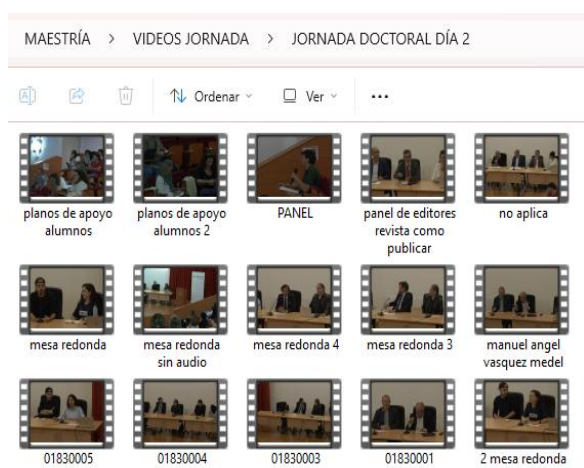 MAESTRÍA > VIDEOS JORNADA > JORNADA DOCTORAL DÍA 2
Ordenar Ver ...
planos de apoyo
alumnos
planos de apoyo
alumnos 2
PANEL
panel de editores
revista como
publicar
no aplica
mesa redonda
mesa redonda
sin audio
mesa redonda 4
mesa redonda 3
manuel angel
vasquez medel
01830005
01830004
01830003
01830001
2 mesa redonda